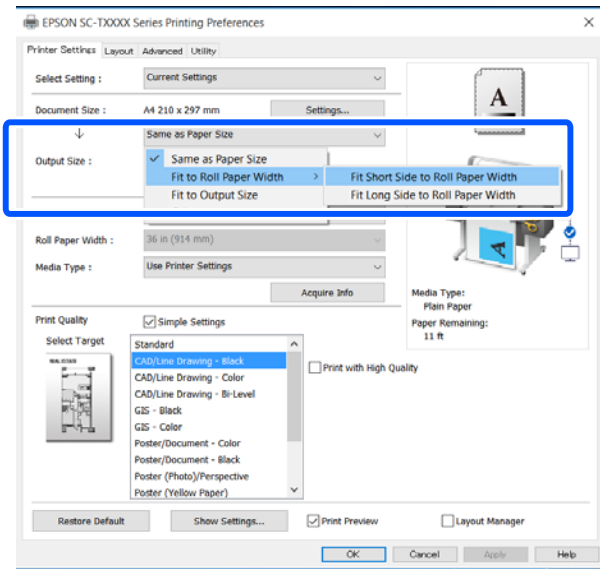 EPSON SC-TXXXX Series Printing Preferences
Printer Settings Layout Advanced Utility
Select Setting : Current Settings
Document Size : A4 210 x 297 mm Settings...
A
Same as Paper Size
Output Size : Same as Paper Size
Fit to Roll Paper Width Fit Short Side to Roll Paper Width
Fit to Output Size Fit Long Side to Roll Paper Width
Roll Paper Width : 36 in (914 mm)
Media Type : Use Printer Settings
Acquire Info
Media Type:
Plain Paper
Paper Remaining:
11 ft
Print Quality Simple Settings
Select Target
REAL ESTATE
Standard
CAD/Line Drawing - Black
CAD/Line Drawing - Color
CAD/Line Drawing - Bi-Level
GIS - Black
GIS - Color
Poster/Document - Color
Poster/Document - Black
Poster (Photo)/Perspective
Poster (Yellow Paper)
Print with High Quality
Restore Default Show Settings... Print Preview Layout Manager
OK Cancel Apply Help